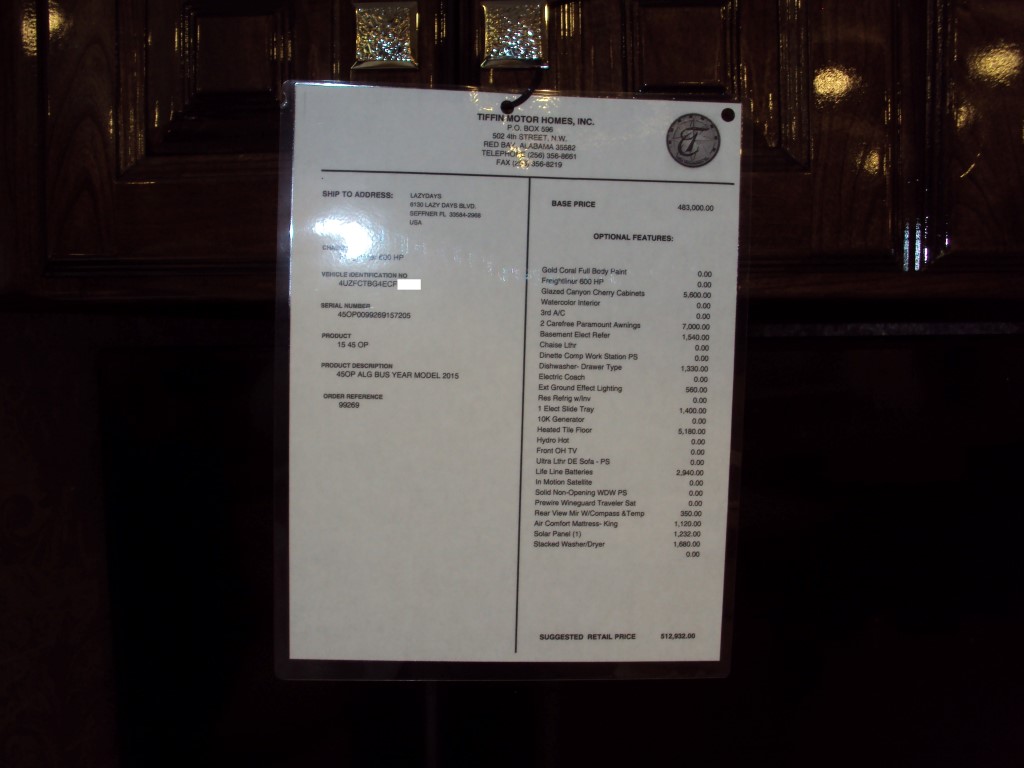 TIFFIN MOTOR HOMES, INC.
P.O. BOX 596
502 4th STREET, N.W.
RED BAY, ALABAMA 35582
TELEPHONE (256) 356-8661
FAX 356-8219
SHIP TO ADDRESS: LAZYDAYS
6130 LAZY DAYS BLVD.
SEFFNER FL 33584-2968
USA
600 HP
VEHICLE IDENTIFICATION NO
4UZFCTBG4ECF
SERIAL NUMBER
45OP0099269157205
PRODUCT
15 45 OP
PRODUCT DESCRIPTION
45OP ALG BUS YEAR MODEL 2015
ORDER REFERENCE
99269
BASE PRICE 483,000.00
OPTIONAL FEATURES:
Gold Coral Full Body Paint 0.00
Freightliner 600 HP 0.00
Glazed Canyon Cherry Cabinets 5,600.00
Watercolor Interior 0.00
3rd A/C 0.00
2 Carefree Paramount Awnings 7,000.00
Basement Elect Refer 1,540.00
Chaise Lthr 0.00
Dinette Comp Work Station PS 0.00
Dishwasher- Drawer Type 1,330.00
Electric Coach 0.00
Ext Ground Effect Lighting 560.00
Res Refrig w/Inv 0.00
1 Elect Slide Tray 1,400.00
10K Generator 0.00
Heated Tile Floor 5,180.00
Hydro Hot 0.00
Front OH TV 0.00
Ultra Lthr DE Sofa - PS 0.00
Life Line Batteries 2,940.00
In Motion Satellite 0.00
Solid Non-Opening WDW PS 0.00
Prewire Wineguard Traveler Sat 0.00
Rear View Mir W/Compass &Temp 350.00
Air Comfort Mattress- King 1,120.00
Solar Panel (1) 1,232.00
Stacked Washer/Dryer 1,680.00
0.00
SUGGESTED RETAIL PRICE 512,932.00